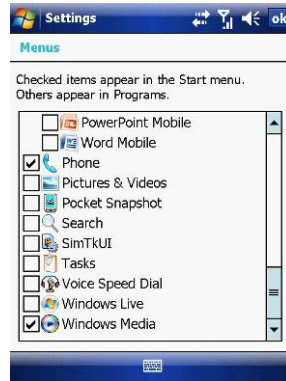 Settings
ok
Menus
Checked items appear in the Start menu.
Others appear in Programs.
PowerPoint Mobile
Word Mobile
Phone
Pictures & Videos
Pocket Snapshot
Search
SimTkUI
Tasks
Voice Speed Dial
Windows Live
Windows Media